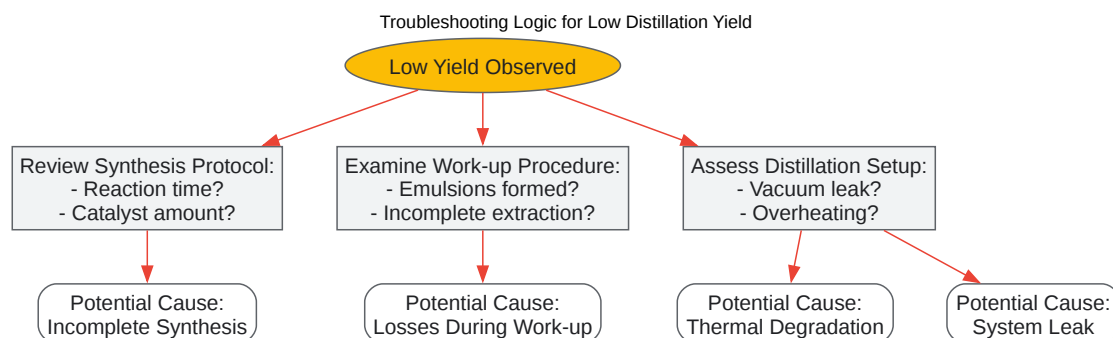 Troubleshooting Logic for Low Distillation Yield
Low Yield Observed
Review Synthesis Protocol:
- Reaction time?
- Catalyst amount?
Examine Work-up Procedure:
- Emulsions formed?
- Incomplete extraction?
Assess Distillation Setup:
- Vacuum leak?
- Overheating?
Potential Cause:
Incomplete Synthesis
Potential Cause:
Losses During Work-up
Potential Cause:
Thermal Degradation
Potential Cause:
System Leak